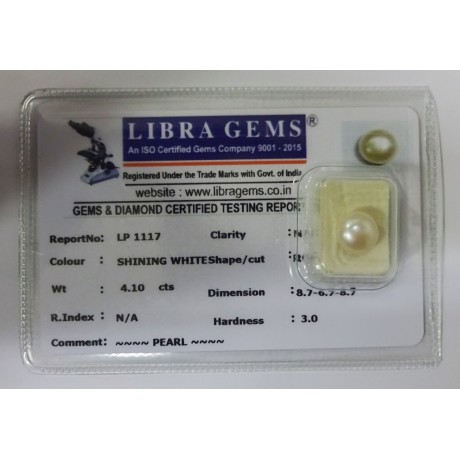 LIBRA GEMS ®
An ISO Certified Gems Company 9001 - 2015
Registered Under the Trade Marks with Govt. of India
website : www.libragems.co.in
GEMS & DIAMOND CERTIFIED TESTING REPOR
ReportNo: LP 1117 Clarity :
Colour : SHINING WHITE Shape/cut :
Wt : 4.10 cts Dimension :8.7-6.7-8.7
R.Index : N/A Hardness : 3.0
Comment: ~~~~ PEARL ~~~~